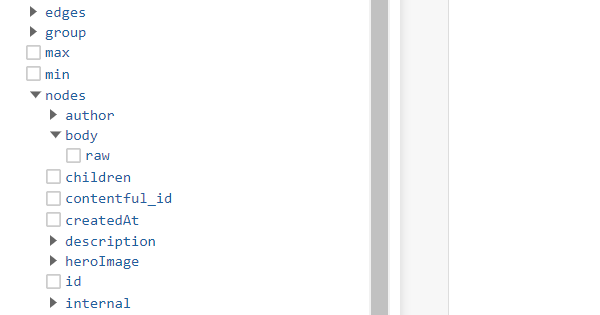 edges
group
max
min
nodes
author
body
raw
children
contentful_id
createdAt
description
heroImage
id
internal